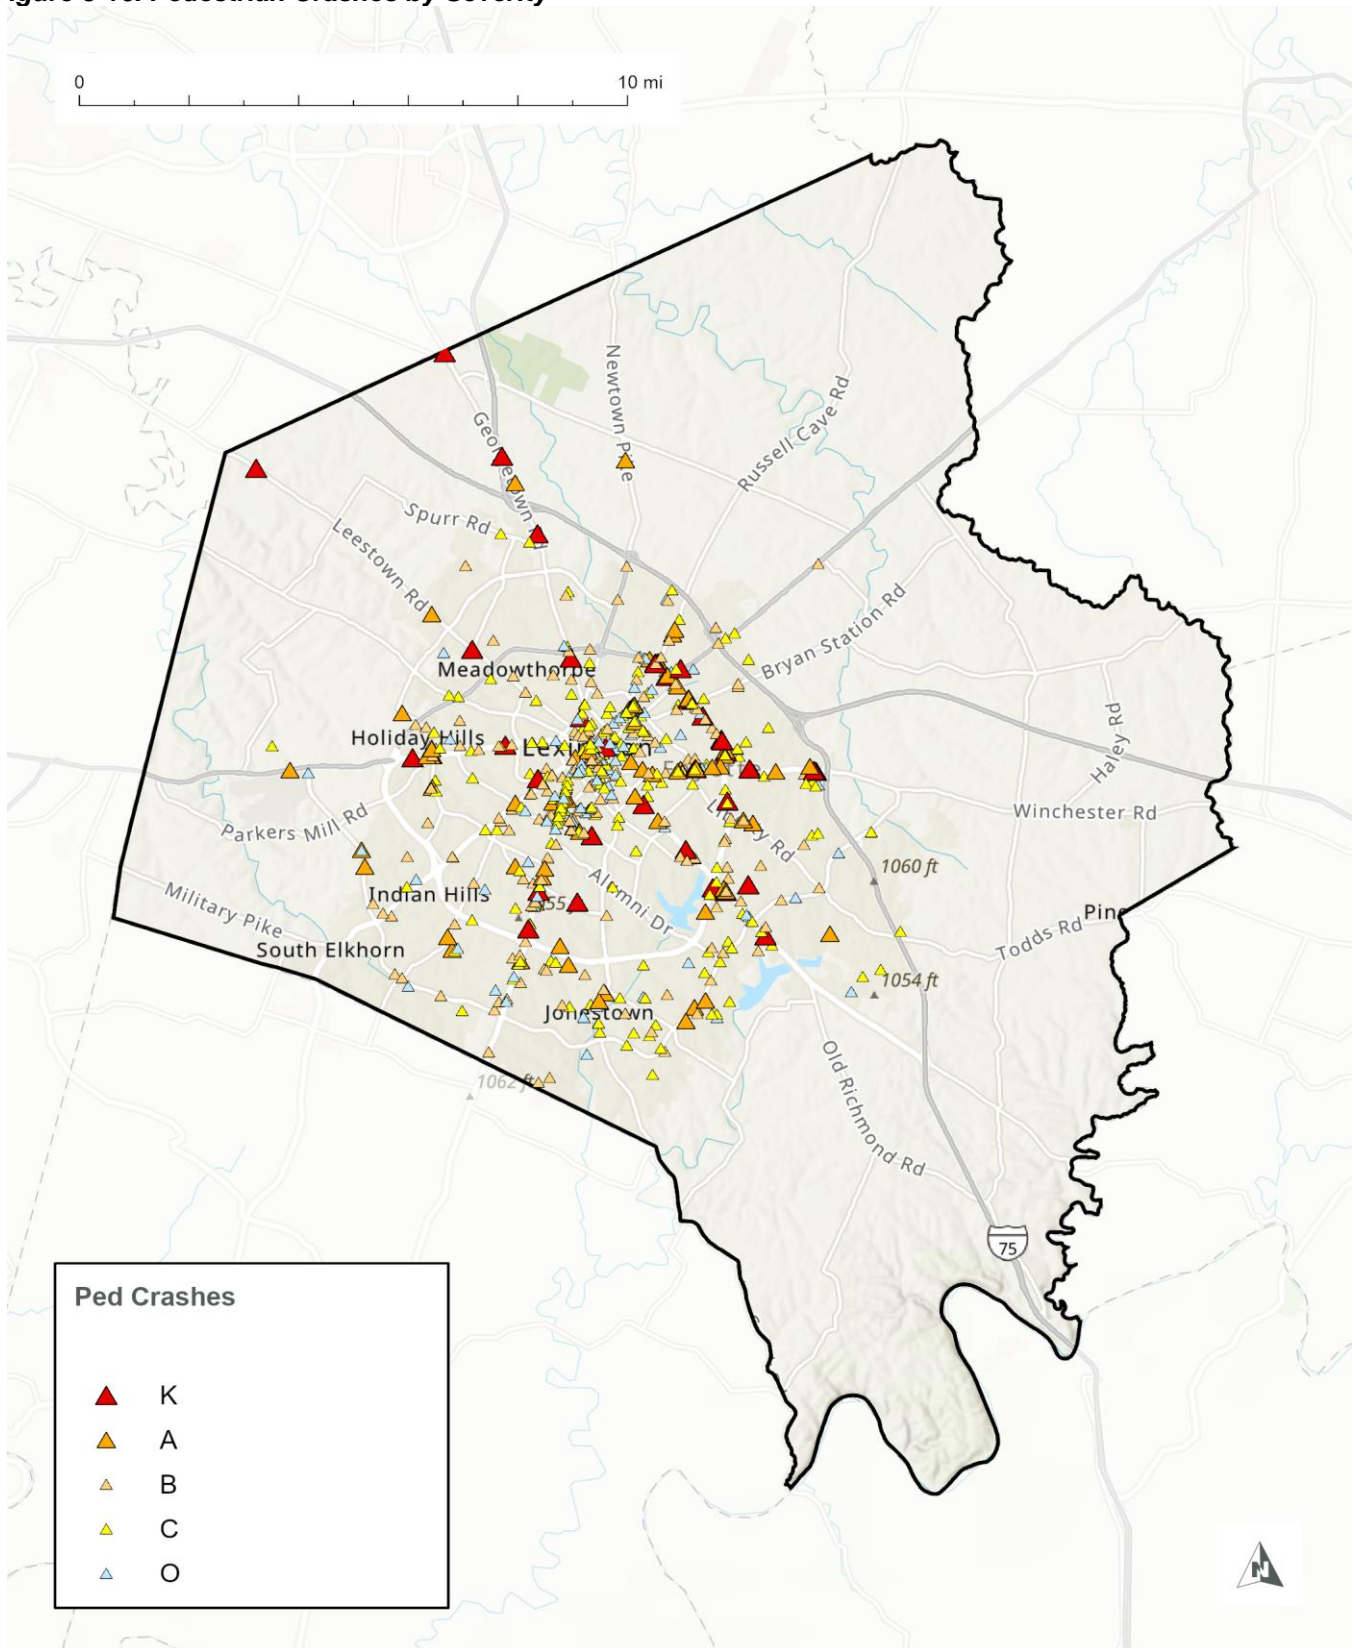 0 10 mi
Newtown Pike
Russell Cave Rd
Georgetown Rd
Spurr Rd
Leestown Rd
Bryan Station Rd
Meadowthorpe
Haley Rd
Holiday Hills
Lexington
Winchester Rd
Liberty Rd
Parkers Mill Rd
1060 ft
Alumni Dr
Indian Hills
Military Pike
Todds Rd
South Elkhorn
1054 ft
Jonestown
Old Richmond Rd
1062 ft
75
Ped Crashes
K
A
B
C
O
N